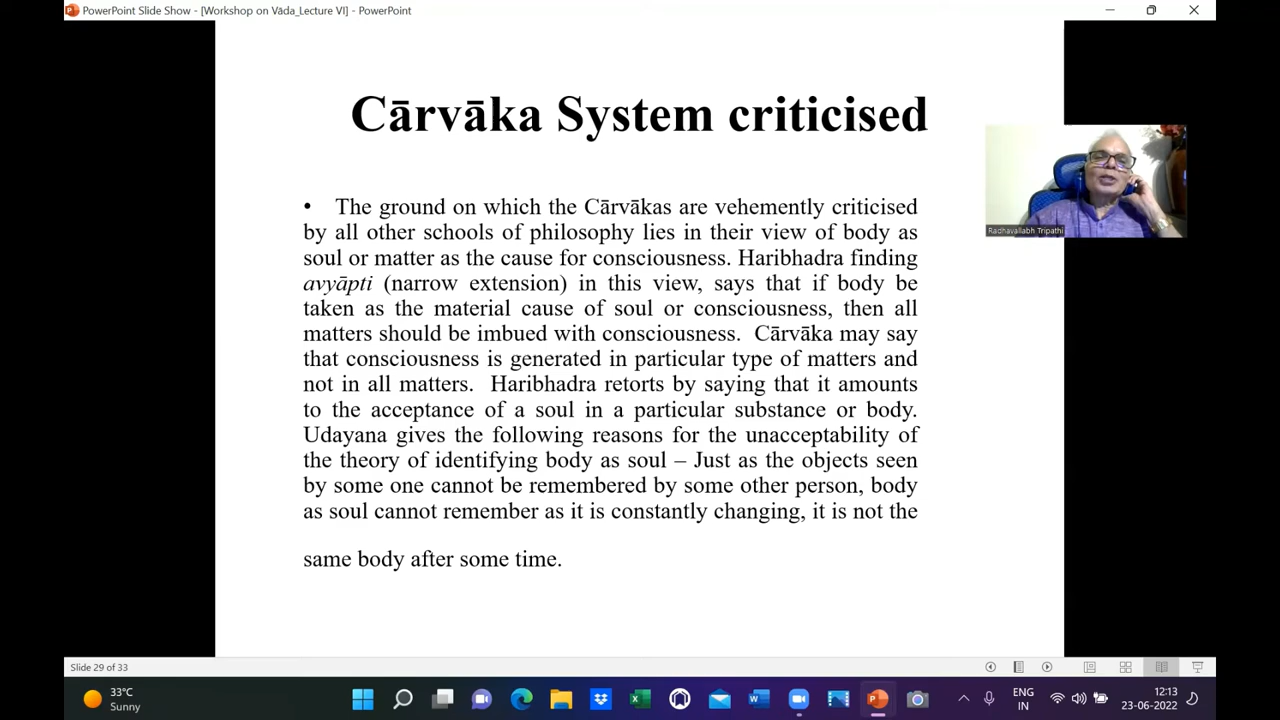 PowerPoint Slide Show - [Workshop on Vāda_Lecture VI] - PowerPoint
Cārvāka System criticised
• The ground on which the Cārvākas are vehemently criticised
by all other schools of philosophy lies in their view of body as
soul or matter as the cause for consciousness. Haribhadra finding
avyāpti (narrow extension) in this view, says that if body be
taken as the material cause of soul or consciousness, then all
matters should be imbued with consciousness. Cārvāka may say
that consciousness is generated in particular type of matters and
not in all matters. Haribhadra retorts by saying that it amounts
to the acceptance of a soul in a particular substance or body.
Udayana gives the following reasons for the unacceptability of
the theory of identifying body as soul – Just as the objects seen
by some one cannot be remembered by some other person, body
as soul cannot remember as it is constantly changing, it is not the
same body after some time.
Radhavallabh Tripathi
Slide 29 of 33
33°C
Sunny
ENG
IN
12:13
23-06-2022